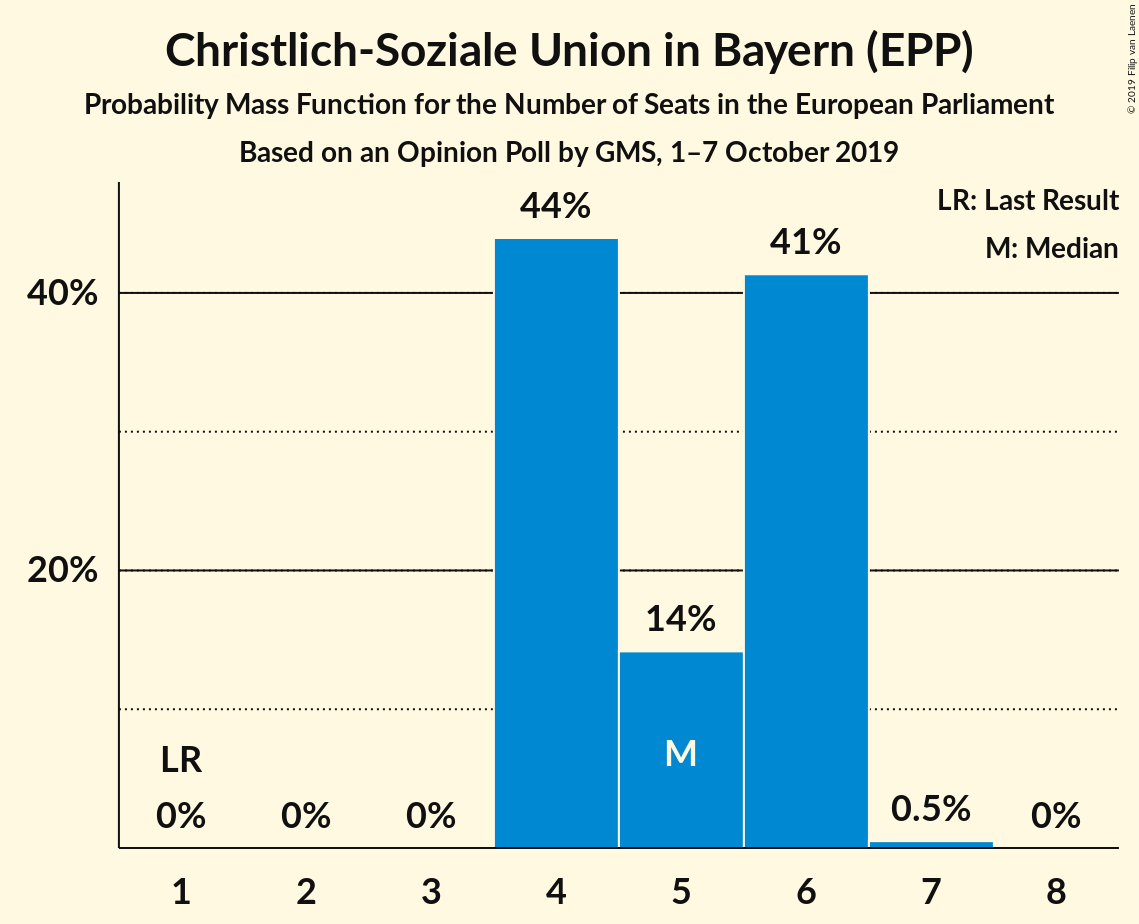 Christlich-Soziale Union in Bayern (EPP)
Probability Mass Function for the Number of Seats in the European Parliament
Based on an Opinion Poll by GMS, 1–7 October 2019
© 2019 Filip van Laenen
LR: Last Result
M: Median
44%
41%
40%
20%
14%
M
LR
0%
0%
0%
0.5%
0%
1 2 3 4 5 6 7 8